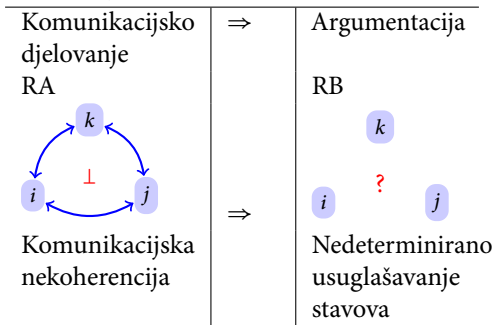 Komunikacijsko ⇒ Argumentacija
djelovanje
RA RB
k k
⊥ ?
i j ⇒ i j
Komunikacijska Nedeterminirano
nekoherencija usuglašavanje
stavova